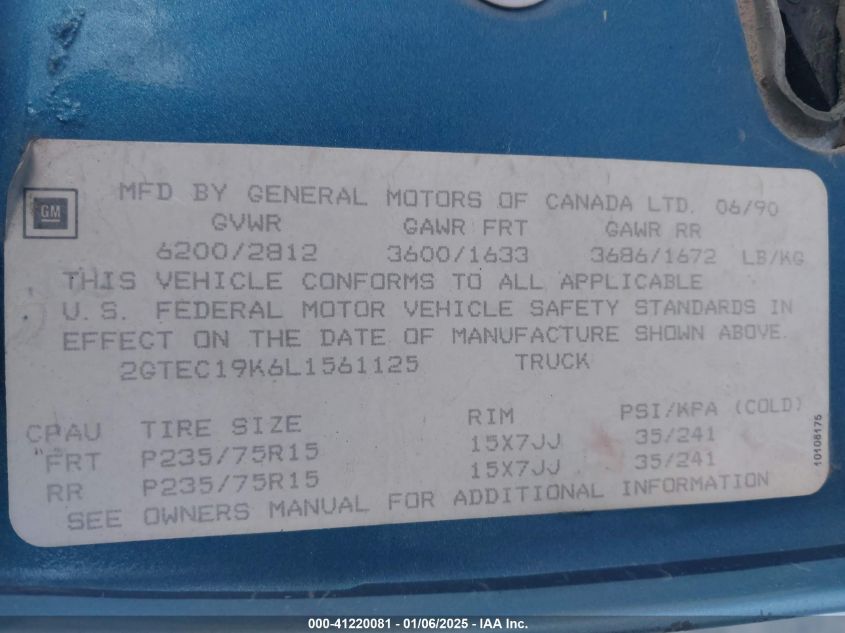 MFD BY GENERAL MOTORS OF CANADA LTD. 06/90
GM
GVWR GAWR FRT GAWR RR
6200/2812 3600/1633 3686/1672 LB/KG
THIS VEHICLE CONFORMS TO ALL APPLICABLE
U.S. FEDERAL MOTOR VEHICLE SAFETY STANDARDS IN
EFFECT ON THE DATE OF MANUFACTURE SHOWN ABOVE.
2GTEC19K6L1561125 TRUCK
CPAU TIRE SIZE RIM PSI/KPA (COLD)
FRT P235/75R15 15X7JJ 35/241
RR P235/75R15 15X7JJ 35/241
SEE OWNERS MANUAL FOR ADDITIONAL INFORMATION
10108175
000-41220081 - 01/06/2025 - IAA Inc.